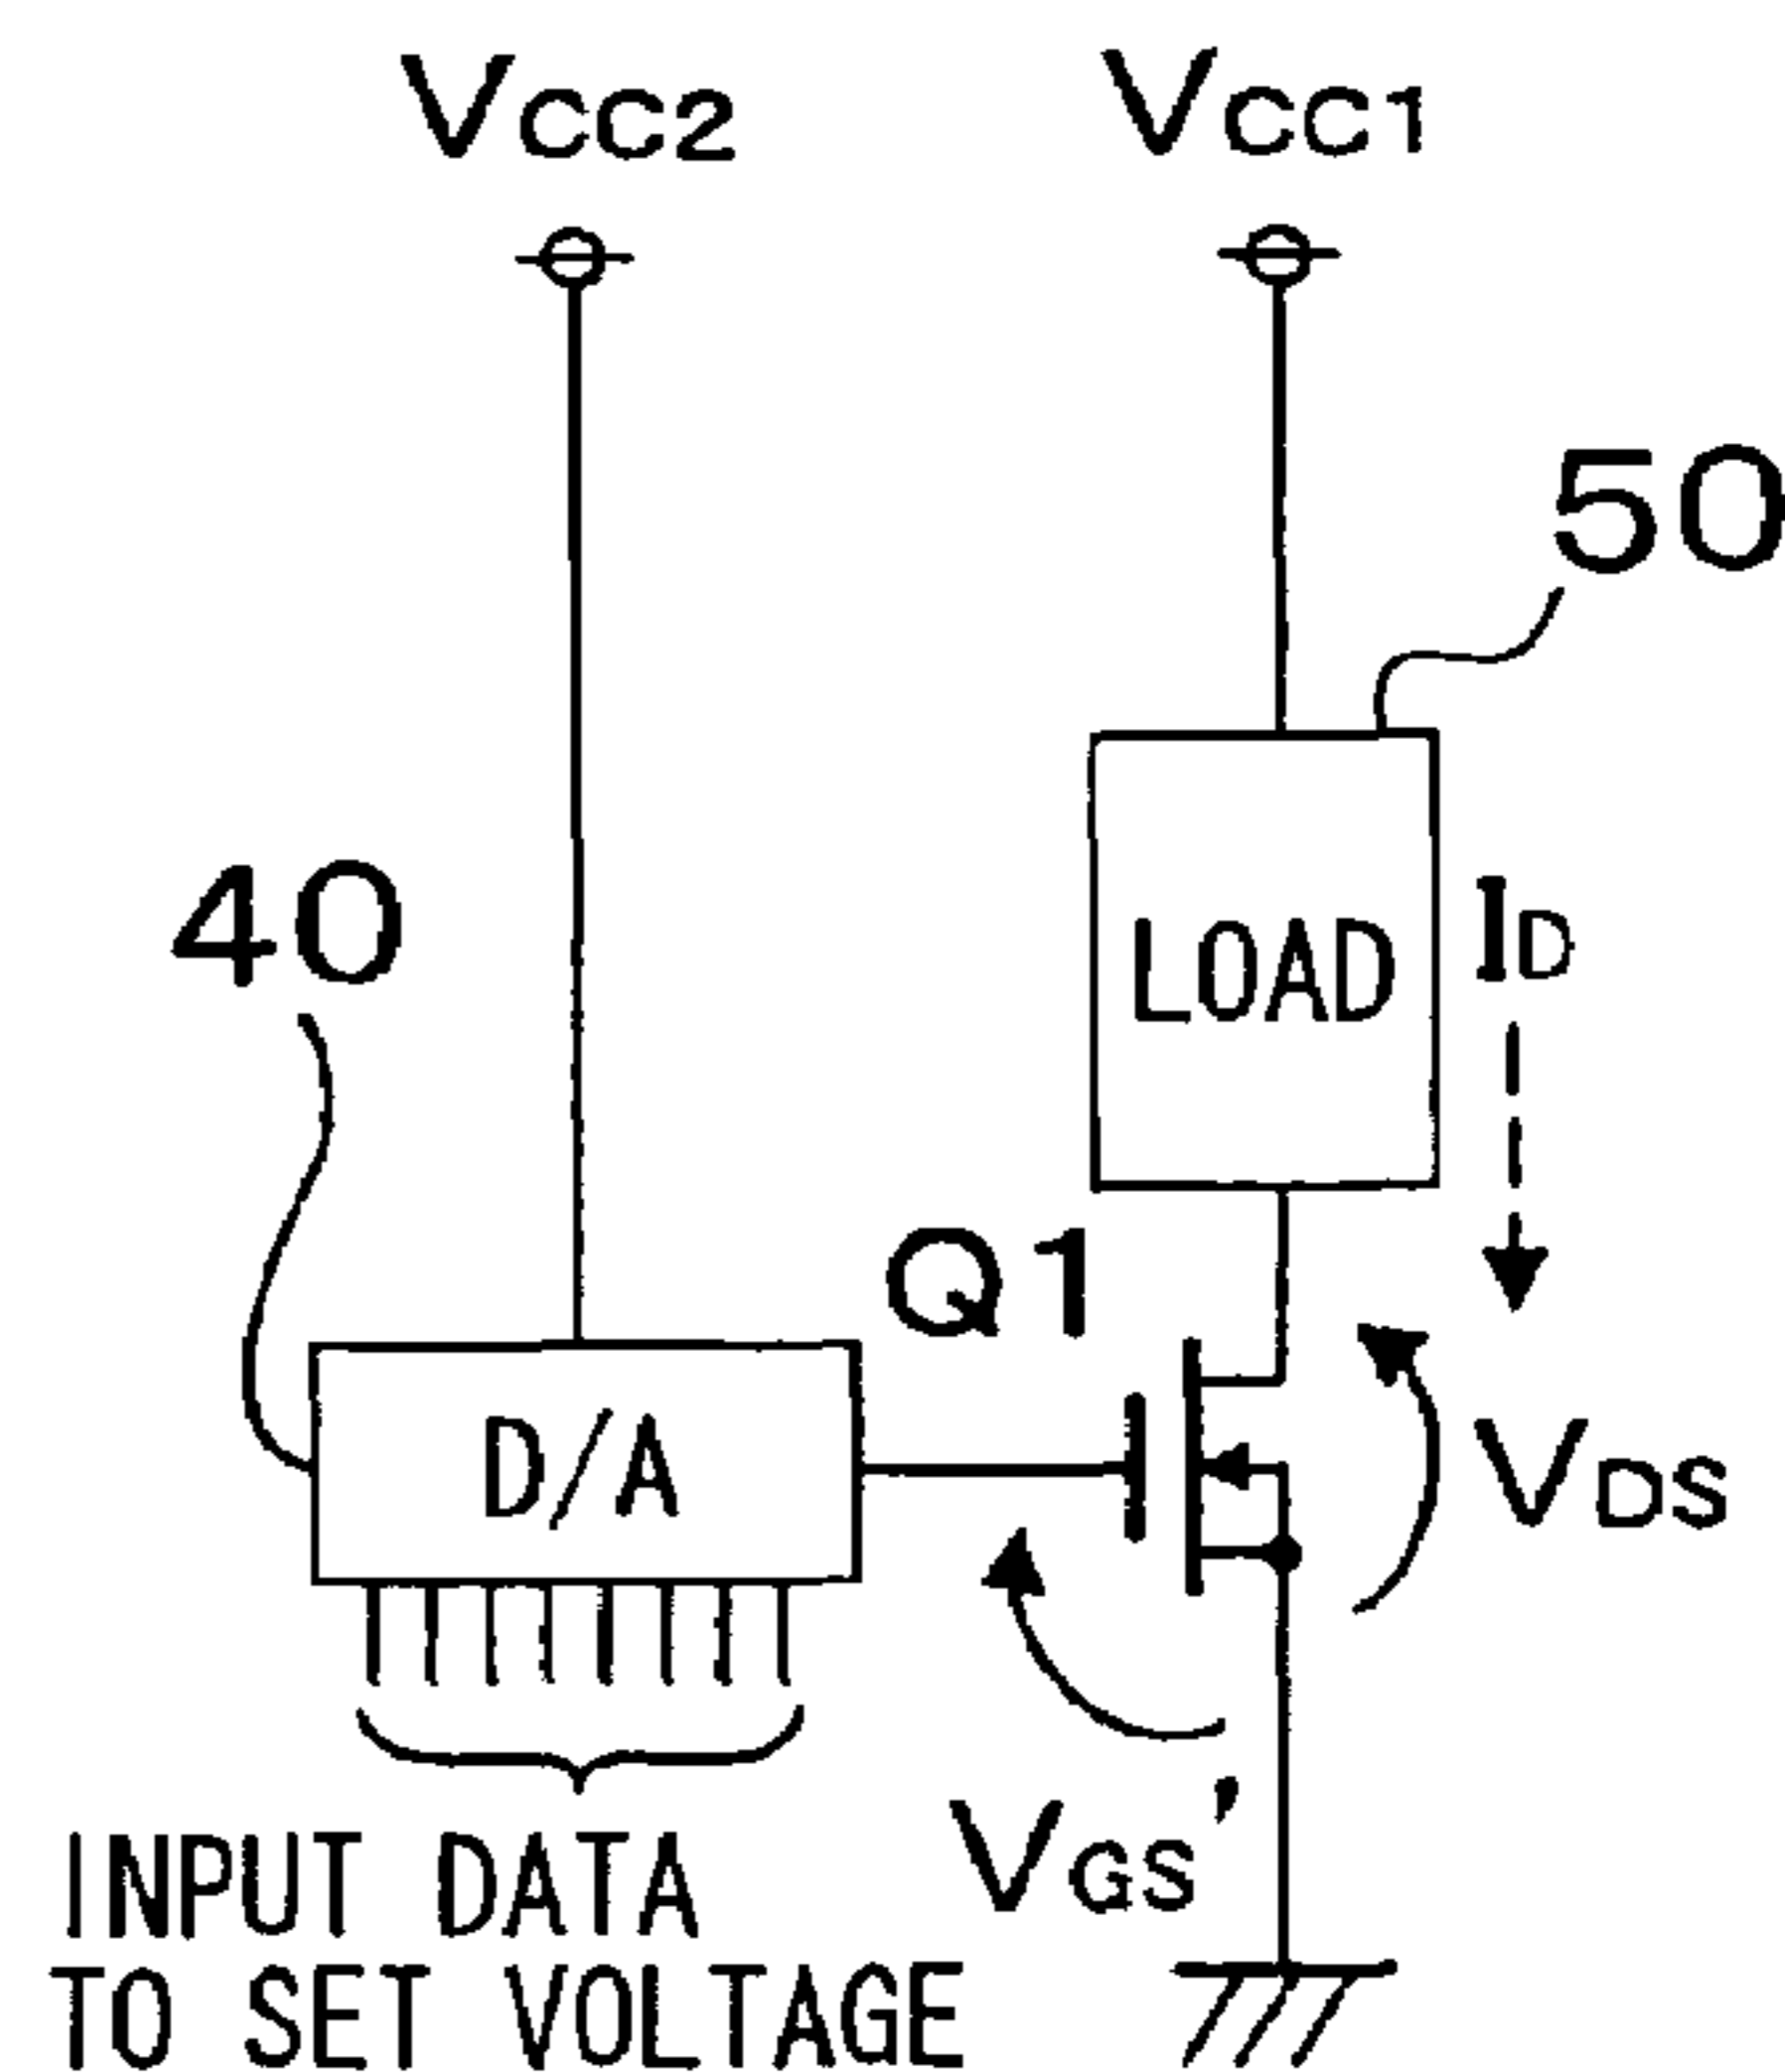 VCC2
VCC1
50
40
LOAD
ID
Q1
D/A
VDS
VGS'
INPUT DATA
TO SET VOLTAGE